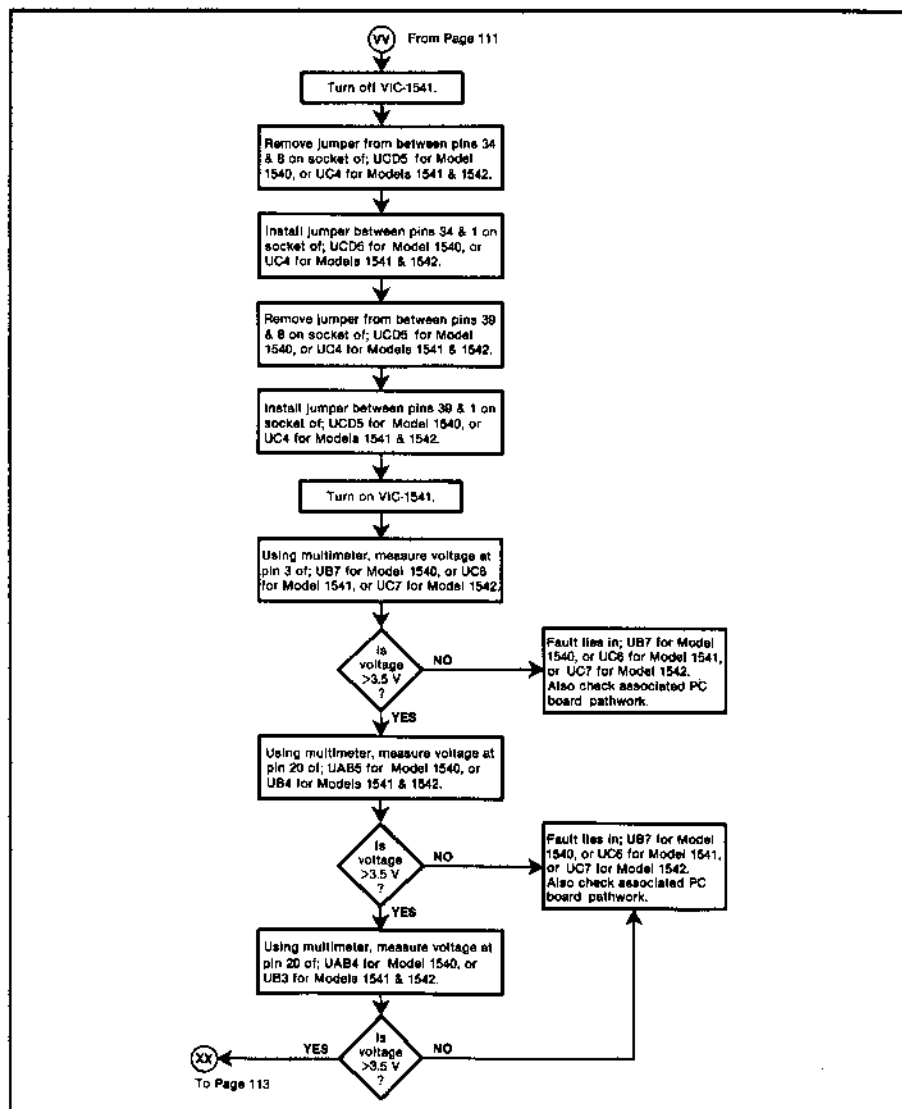 VV From Page 111
Turn off VIC-1541.
Remove jumper from between pins 34
& 8 on socket of; UCD5 for Model
1540, or UC4 for Models 1541 & 1542.
Install jumper between pins 34 & 1 on
socket of; UCD5 for Model 1540, or
UC4 for Models 1541 & 1542.
Remove jumper from between pins 39
& 8 on socket of; UCD5 for Model
1540, or UC4 for Models 1541 & 1542.
Install jumper between pins 39 & 1 on
socket of; UCD5 for Model 1540, or
UC4 for Models 1541 & 1542.
Turn on VIC-1541.
Using multimeter, measure voltage at
pin 3 of; UB7 for Model 1540, or UC6
for Model 1541, or UC7 for Model 1542.
Is
voltage
>3.5 V
?
NO
Fault lies in; UB7 for Model
1540, or UC6 for Model 1541,
or UC7 for Model 1542.
Also check associated PC
board pathwork.
YES
Using multimeter, measure voltage at
pin 20 of; UAB5 for Model 1540, or
UB4 for Models 1541 & 1542.
Is
voltage
>3.5 V
?
NO
Fault lies in; UB7 for Model
1540, or UC6 for Model 1541,
or UC7 for Model 1542.
Also check associated PC
board pathwork.
YES
Using multimeter, measure voltage at
pin 20 of; UAB4 for Model 1540, or
UB3 for Models 1541 & 1542.
Is
voltage
>3.5 V
?
YES
NO
XX
To Page 113